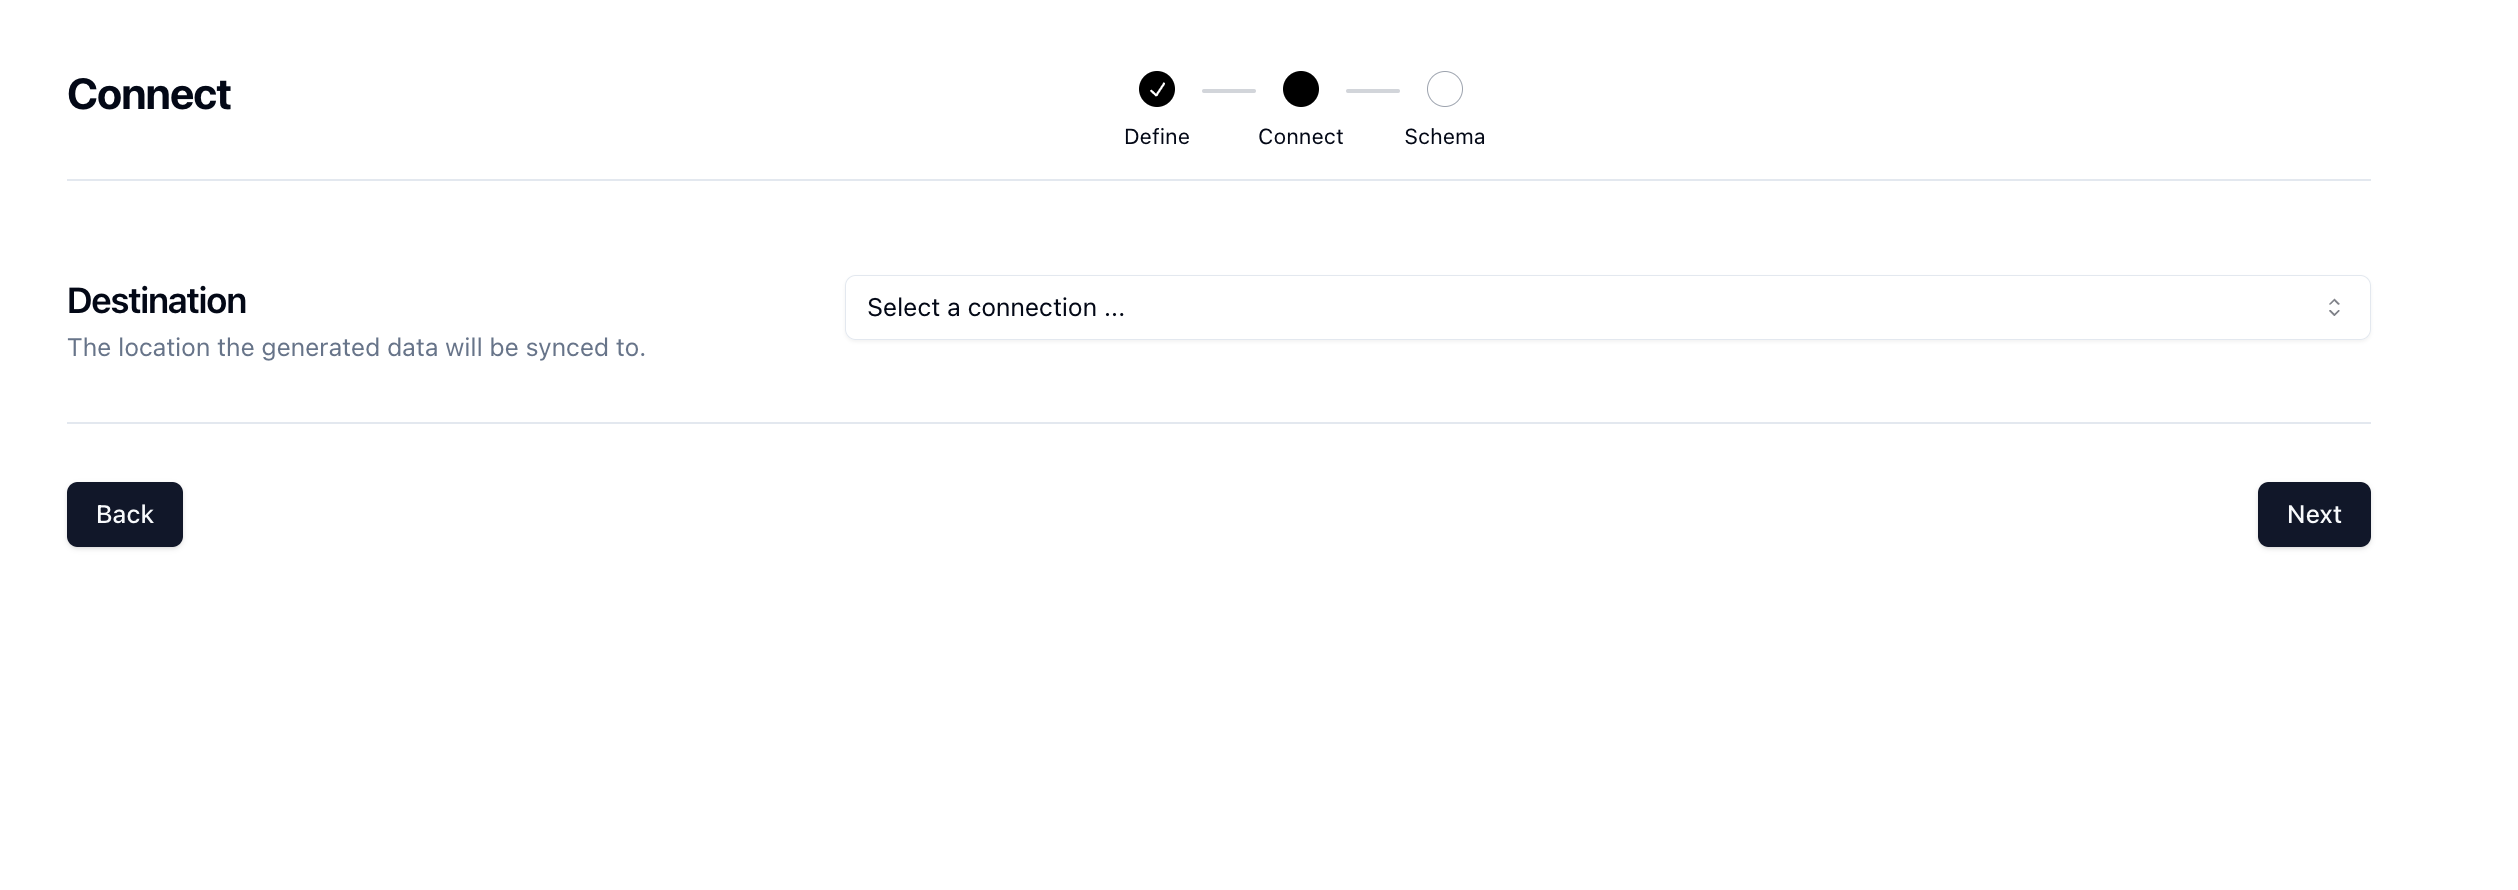 Connect
Define
Connect
Schema
Destination
The location the generated data will be synced to.
Select a connection ...
Back
Next